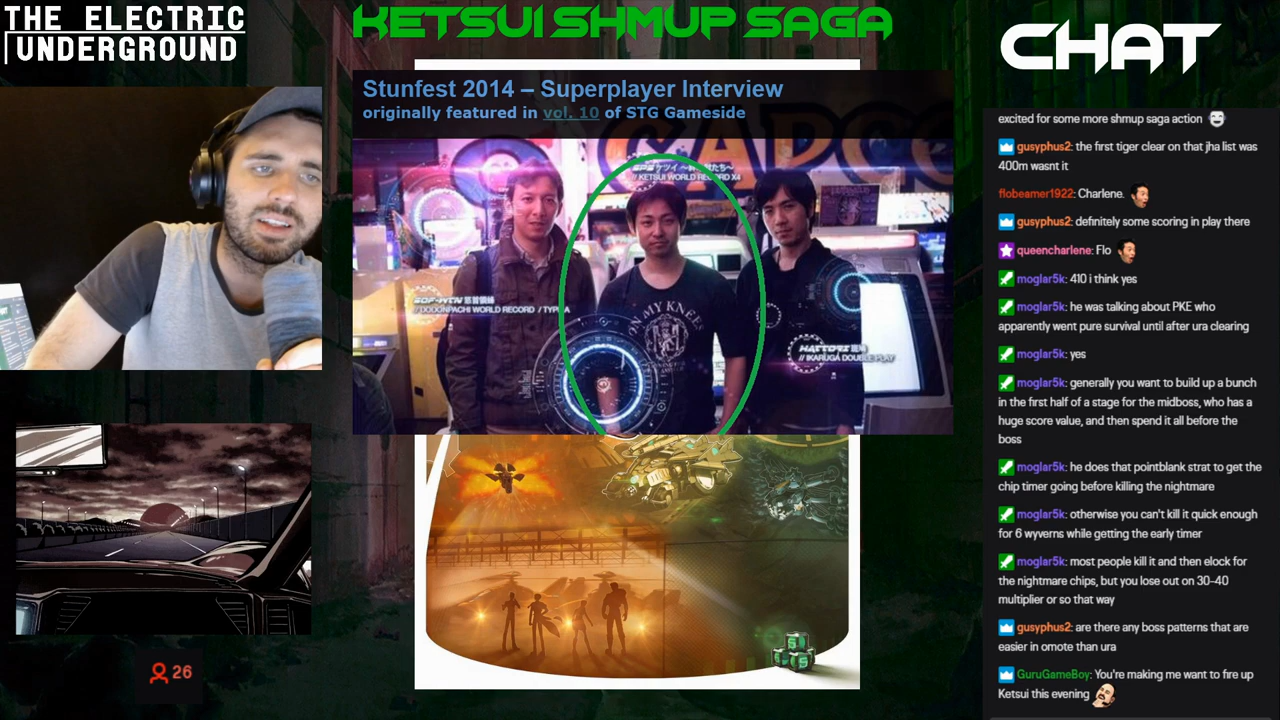 THE ELECTRIC
UNDERGROUND
KETSUI SHMUP SAGA
CHAT
Stunfest 2014 – Superplayer Interview
originally featured in vol. 10 of STG Gameside
CAPCO
SPS ケツイ ~絆地獄たち~
// KETSUI WORLD RECORD X4
// DODONPACHI WORLD RECORD / TYPE A
ON MY KNEES
// IKARUGA DOUBLE PLAY
26
excited for some more shmup saga action
gusyphus2: the first tiger clear on that jha list was
400m wasnt it
flobeamer1922: Charlene.
gusyphus2: definitely some scoring in play there
queencharlene: Flo
moglar5k: 410 i think yes
moglar5k: he was talking about PKE who
apparently went pure survival until after ura clearing
moglar5k: yes
moglar5k: generally you want to build up a bunch
in the first half of a stage for the midboss, who has a
huge score value, and then spend it all before the
boss
moglar5k: he does that pointblank strat to get the
chip timer going before killing the nightmare
moglar5k: otherwise you can't kill it quick enough
for 6 wyverns while getting the early timer
moglar5k: most people kill it and then elock for
the nightmare chips, but you lose out on 30-40
multiplier or so that way
gusyphus2: are there any boss patterns that are
easier in omote than ura
GuruGameBoy: You're making me want to fire up
Ketsui this evening